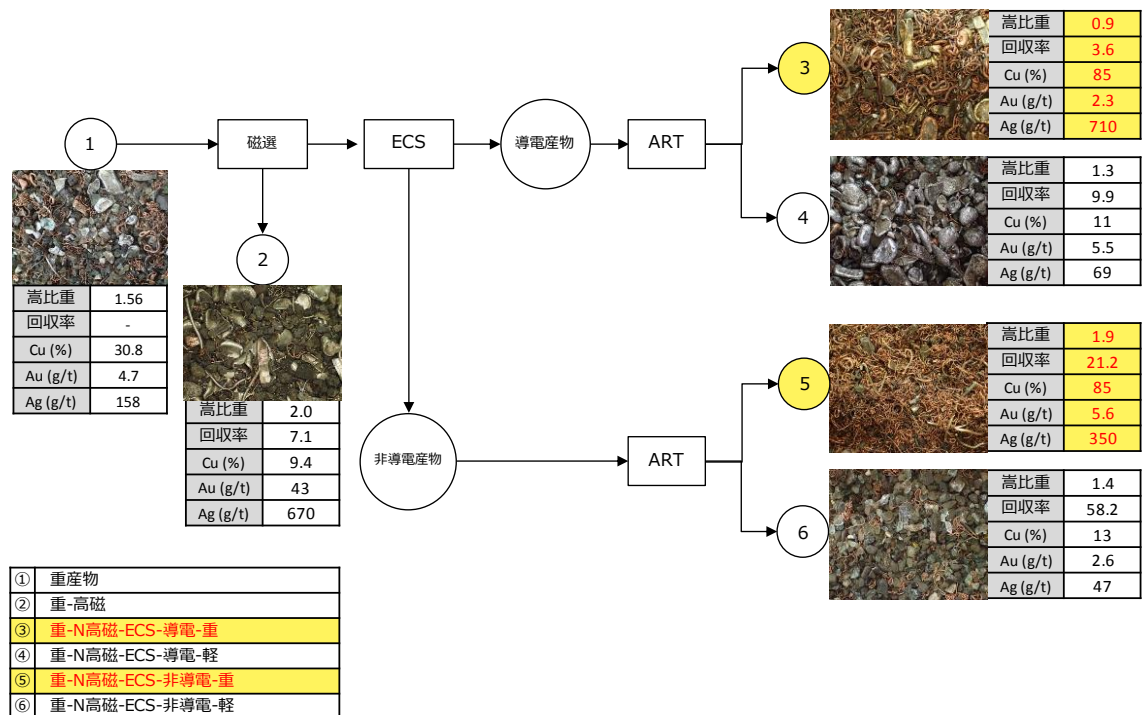 1
磁選
ECS
導電産物
ART
3
嵩比重 0.9
回収率 3.6
Cu (%) 85
Au (g/t) 2.3
Ag (g/t) 710
4
嵩比重 1.3
回収率 9.9
Cu (%) 11
Au (g/t) 5.5
Ag (g/t) 69
嵩比重 1.56
回収率 -
Cu (%) 30.8
Au (g/t) 4.7
Ag (g/t) 158
2
嵩比重 2.0
回収率 7.1
Cu (%) 9.4
Au (g/t) 43
Ag (g/t) 670
非導電産物
ART
5
嵩比重 1.9
回収率 21.2
Cu (%) 85
Au (g/t) 5.6
Ag (g/t) 350
6
嵩比重 1.4
回収率 58.2
Cu (%) 13
Au (g/t) 2.6
Ag (g/t) 47
① 重産物
② 重-高磁
③ 重-N高磁-ECS-導電-重
④ 重-N高磁-ECS-導電-軽
⑤ 重-N高磁-ECS-非導電-重
⑥ 重-N高磁-ECS-非導電-軽